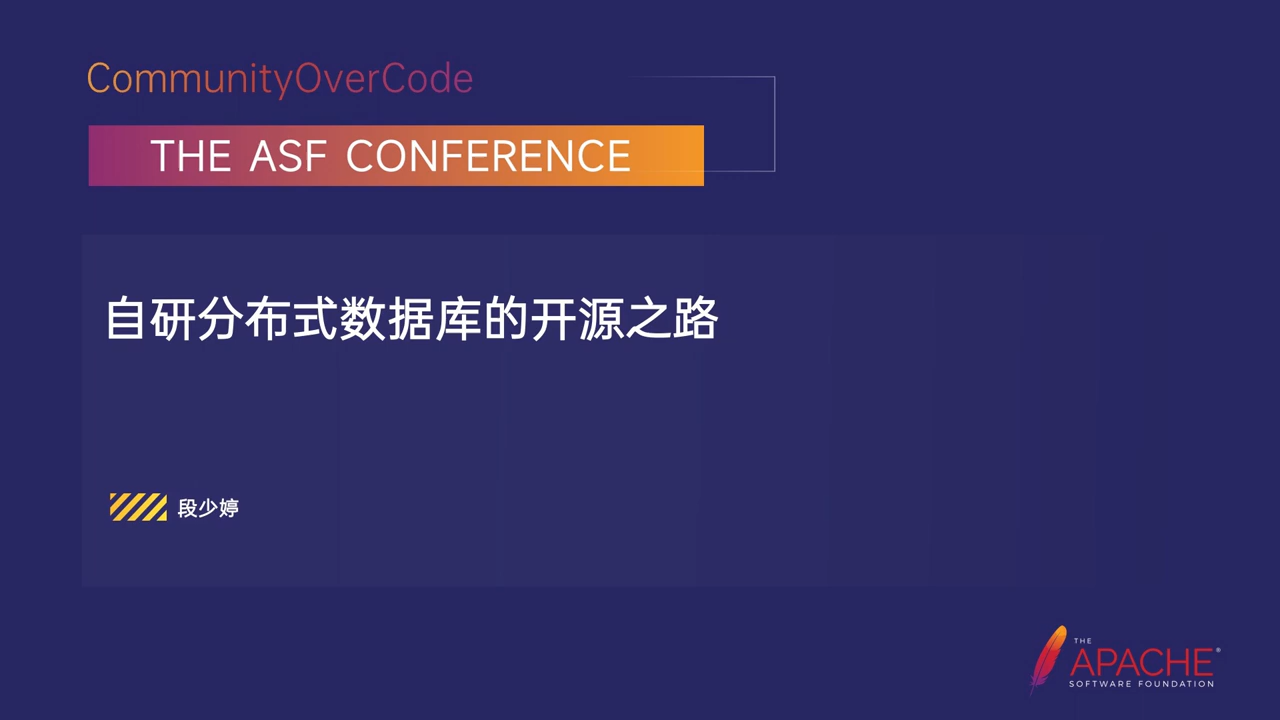 CommunityOverCode
THE ASF CONFERENCE
自研分布式数据库的开源之路
段少婷
THE
APACHE®
SOFTWARE FOUNDATION